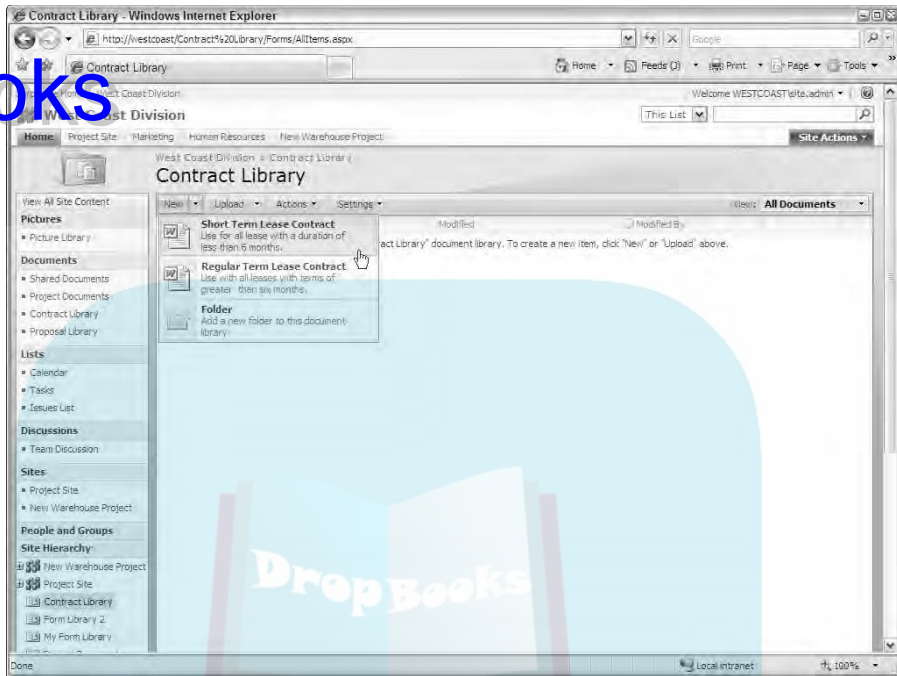 Contract Library - Windows Internet Explorer
http://westcoast/Contract%20Library/Forms/AllItems.aspx
Google
Contract Library
Home
Feeds (J)
Print
Page
Tools
oks
West Coast Division
Welcome WESTCOAST\site.admin
West Coast Division
This List
Home
Project Site
Marketing
Human Resources
New Warehouse Project
Site Actions
West Coast Division > Contract Library
Contract Library
View All Site Content
New
Upload
Actions
Settings
View: All Documents
Pictures
Picture Library
Documents
Shared Documents
Project Documents
Contract Library
Proposal Library
Lists
Calendar
Tasks
Issues List
Discussions
Team Discussion
Sites
Project Site
New Warehouse Project
People and Groups
Site Hierarchy
New Warehouse Project
Project Site
Contract Library
Form Library 2
My Form Library
Short Term Lease Contract
Use for all lease with a duration of
less than 6 months.
Regular Term Lease Contract
Use with all leases with terms of
greater than six months.
Folder
Add a new folder to this document
library.
Modified
Modified By
act Library" document library. To create a new item, click "New" or "Upload" above.
DropBooks
Done
Local intranet
100%